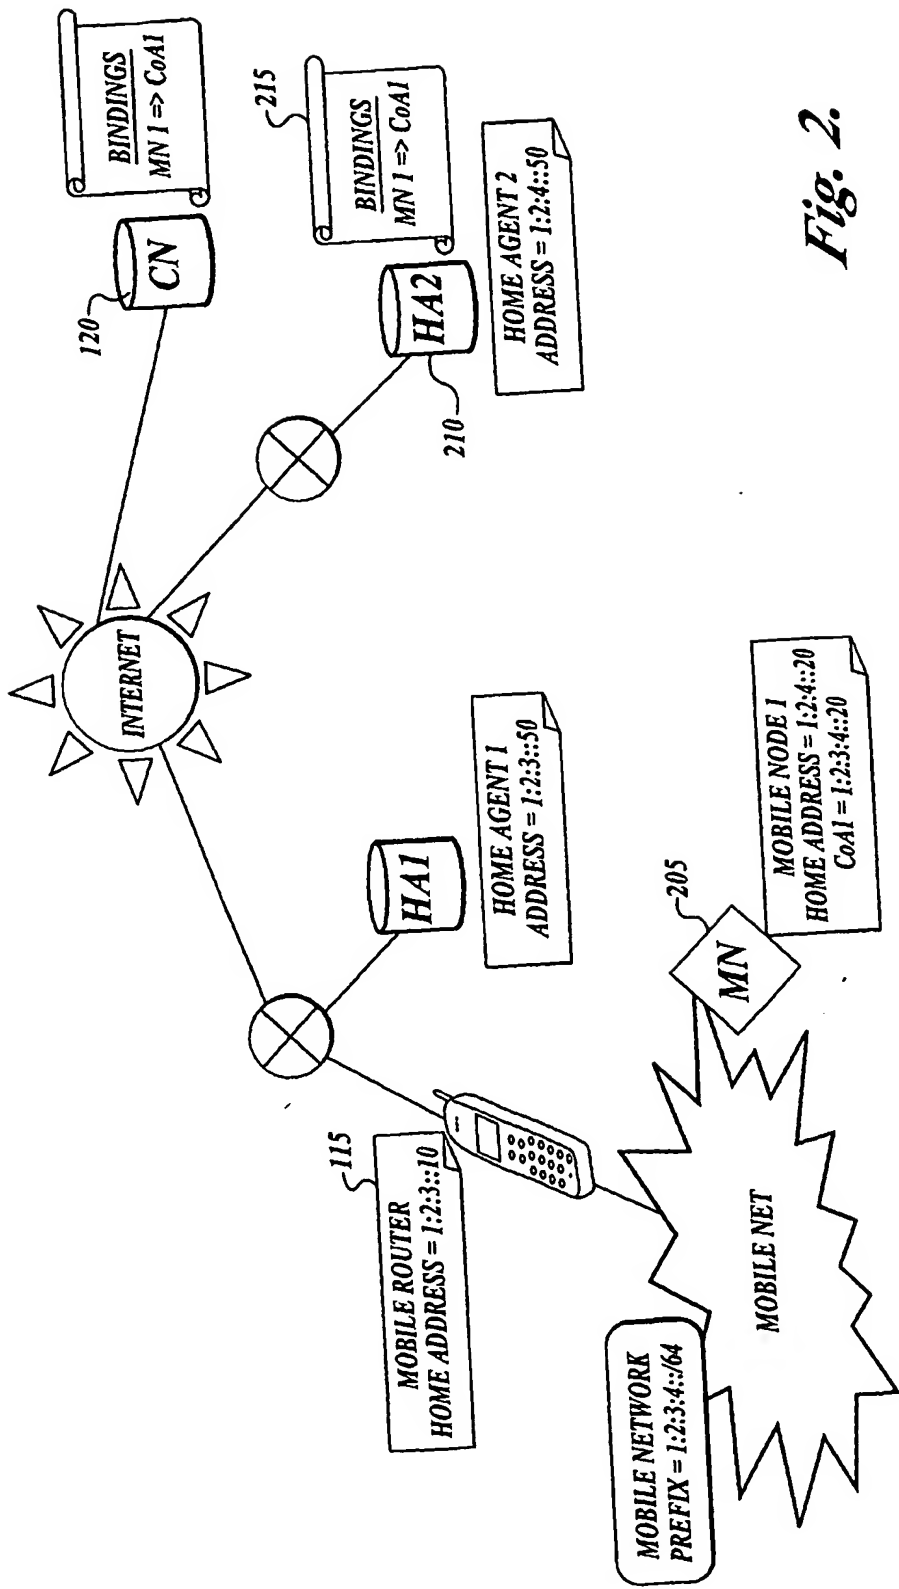 BINDINGS
MN 1 => CoA1
120
CN
215
BINDINGS
MN 1 => CoA1
HA2
210
HOME AGENT 2
ADDRESS = 1:2:4::50
INTERNET
HA1
HOME AGENT 1
ADDRESS = 1:2:3::50
115
MOBILE ROUTER
HOME ADDRESS = 1:2:3::10
205
MN
MOBILE NODE 1
HOME ADDRESS = 1:2:4::20
CoA1 = 1:2:3:4::20
MOBILE NET
MOBILE NETWORK
PREFIX = 1:2:3:4::/64
Fig. 2.